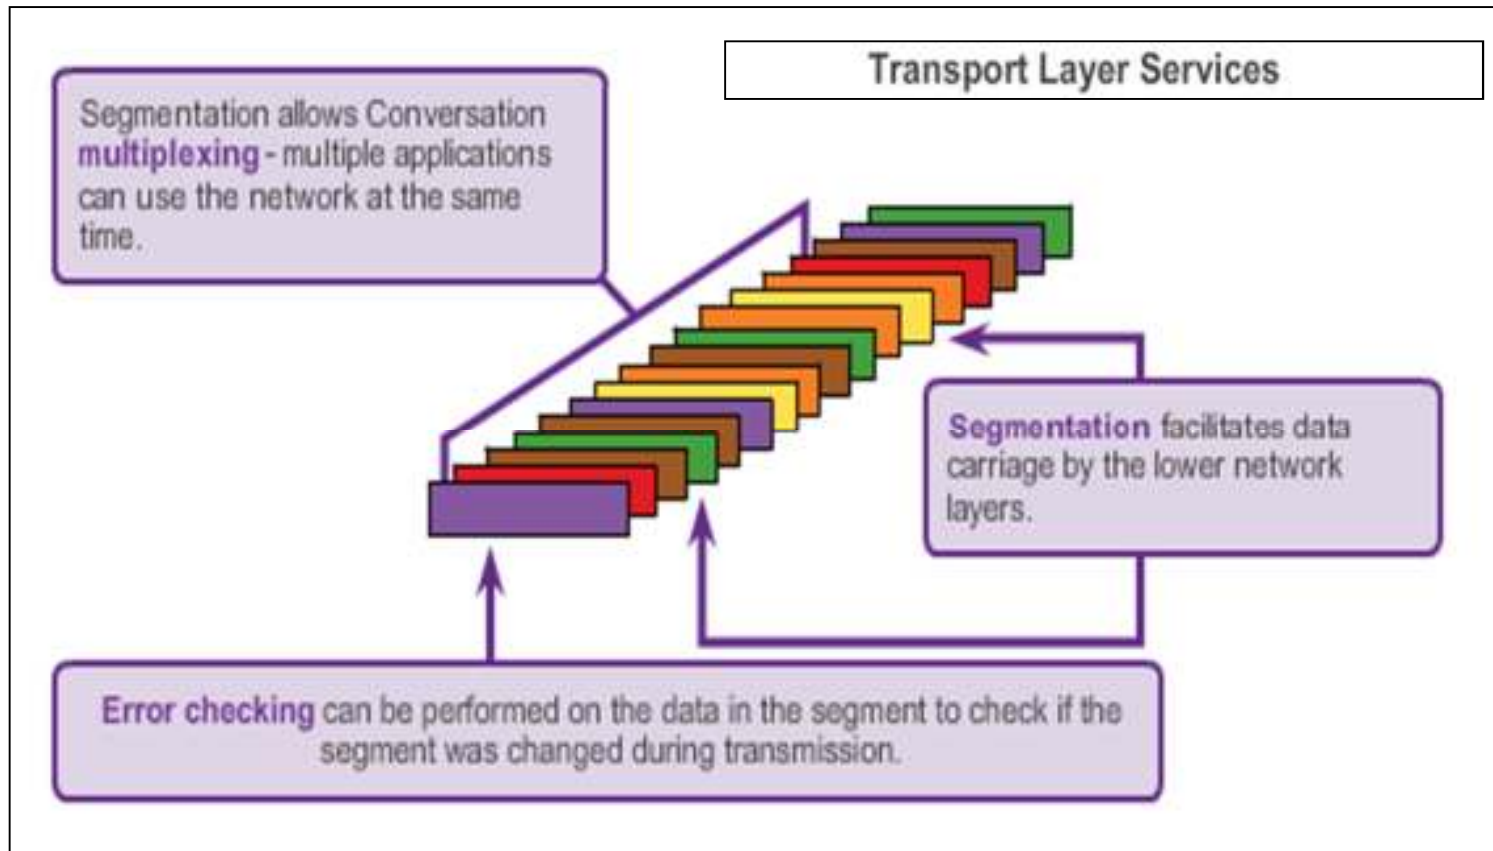 Transport Layer Services
Segmentation allows Conversation
multiplexing - multiple applications
can use the network at the same
time.
Segmentation facilitates data
carriage by the lower network
layers.
Error checking can be performed on the data in the segment to check if the
segment was changed during transmission.